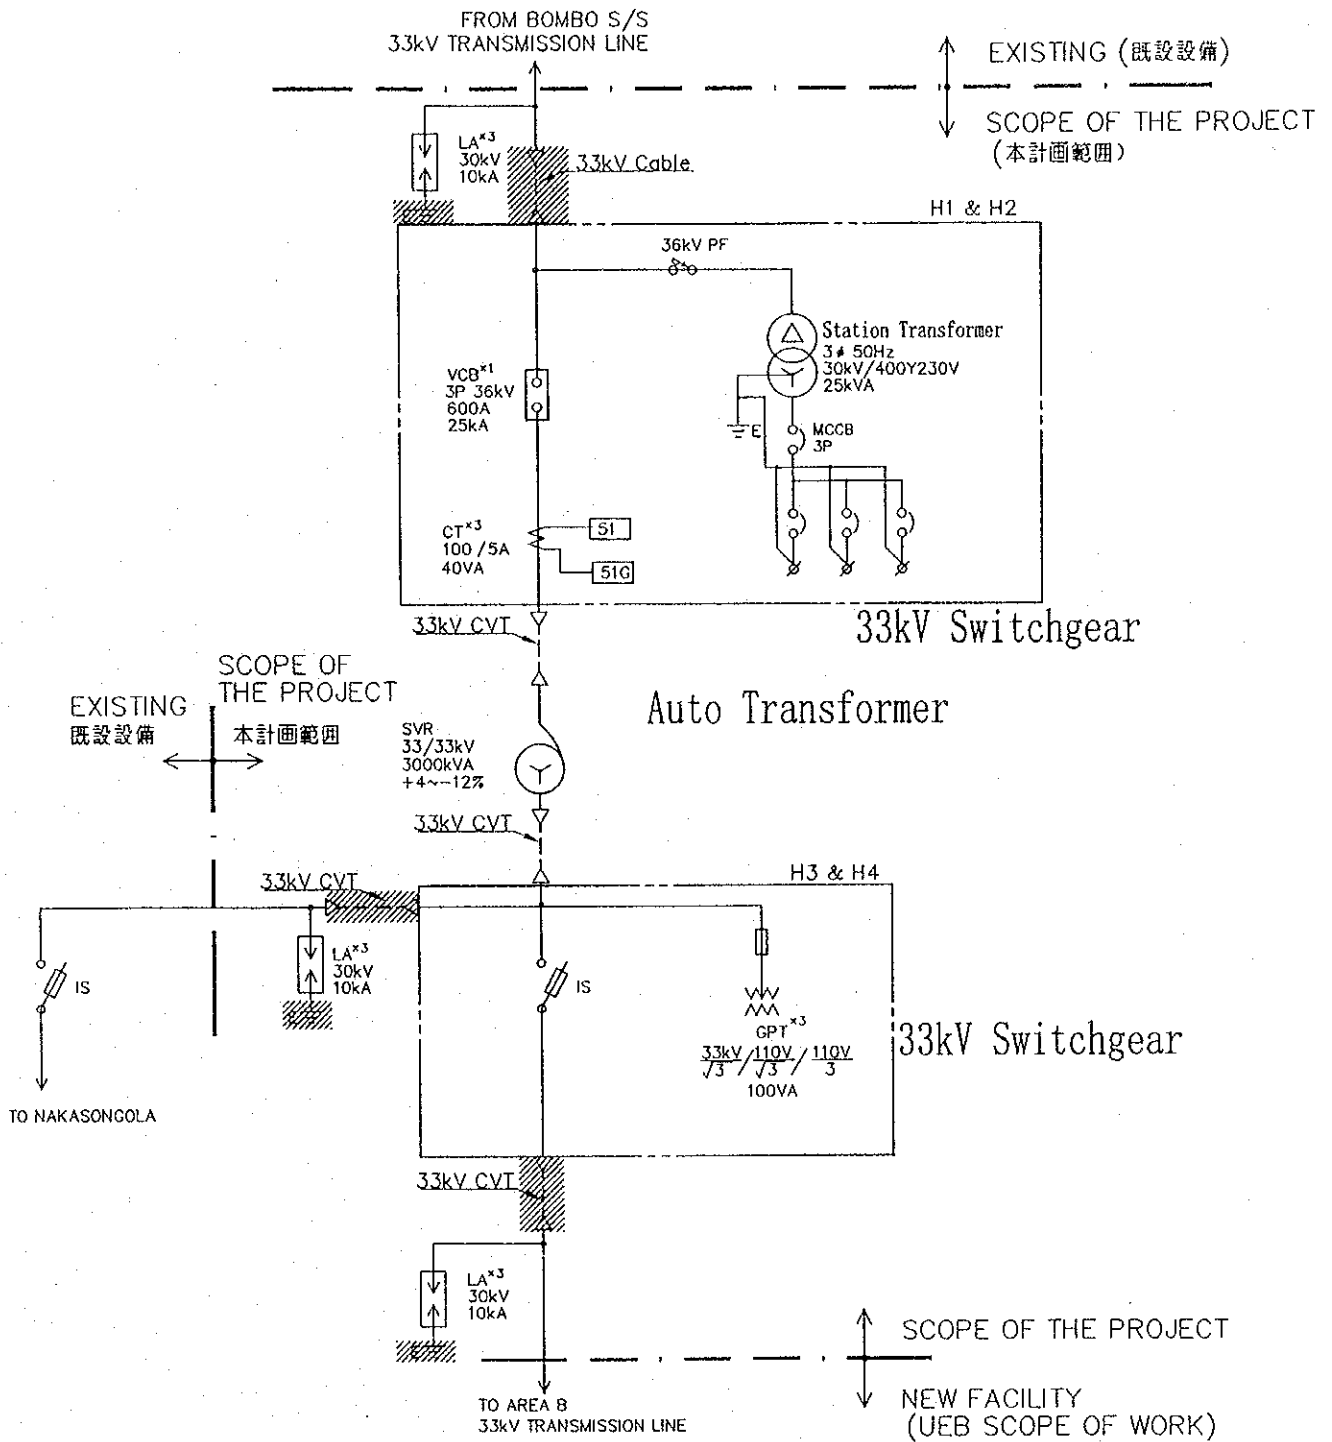 FROM BOMBO S/S
33kV TRANSMISSION LINE
EXISTING (既設設備)
SCOPE OF THE PROJECT
(本計画範囲)
LA×3
30kV
10kA
33kV Cable
H1 & H2
36kV PF
Station Transformer
3φ 50Hz
30kV/400Y230V
25kVA
VCB×1
3P 36kV
600A
25kA
E
MCCB
3P
CT×3
100/5A
40VA
51
51G
33kV CVT
33kV Switchgear
SCOPE OF
THE PROJECT
本計画範囲
EXISTING
既設設備
Auto Transformer
SVR
33/33kV
3000kVA
+4~-12%
33kV CVT
H3 & H4
33kV CVT
LA×3
30kV
10kA
IS
IS
GPT×3
33kV/√3 / 110V/√3 / 110V/3
100VA
33kV Switchgear
TO NAKASONGOLA
33kV CVT
LA×3
30kV
10kA
SCOPE OF THE PROJECT
TO AREA 8
33kV TRANSMISSION LINE
NEW FACILITY
(UEB SCOPE OF WORK)